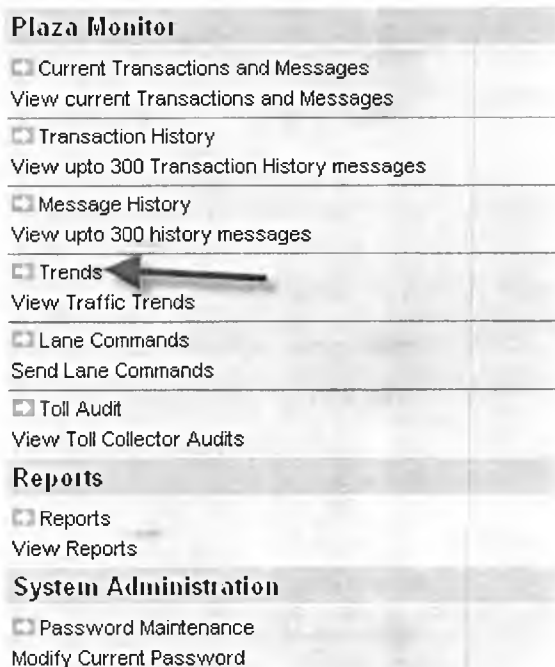 Plaza Monitor
Current Transactions and Messages
View current Transactions and Messages
Transaction History
View upto 300 Transaction History messages
Message History
View upto 300 history messages
Trends
View Traffic Trends
Lane Commands
Send Lane Commands
Toll Audit
View Toll Collector Audits
Reports
Reports
View Reports
System Administration
Password Maintenance
Modify Current Password